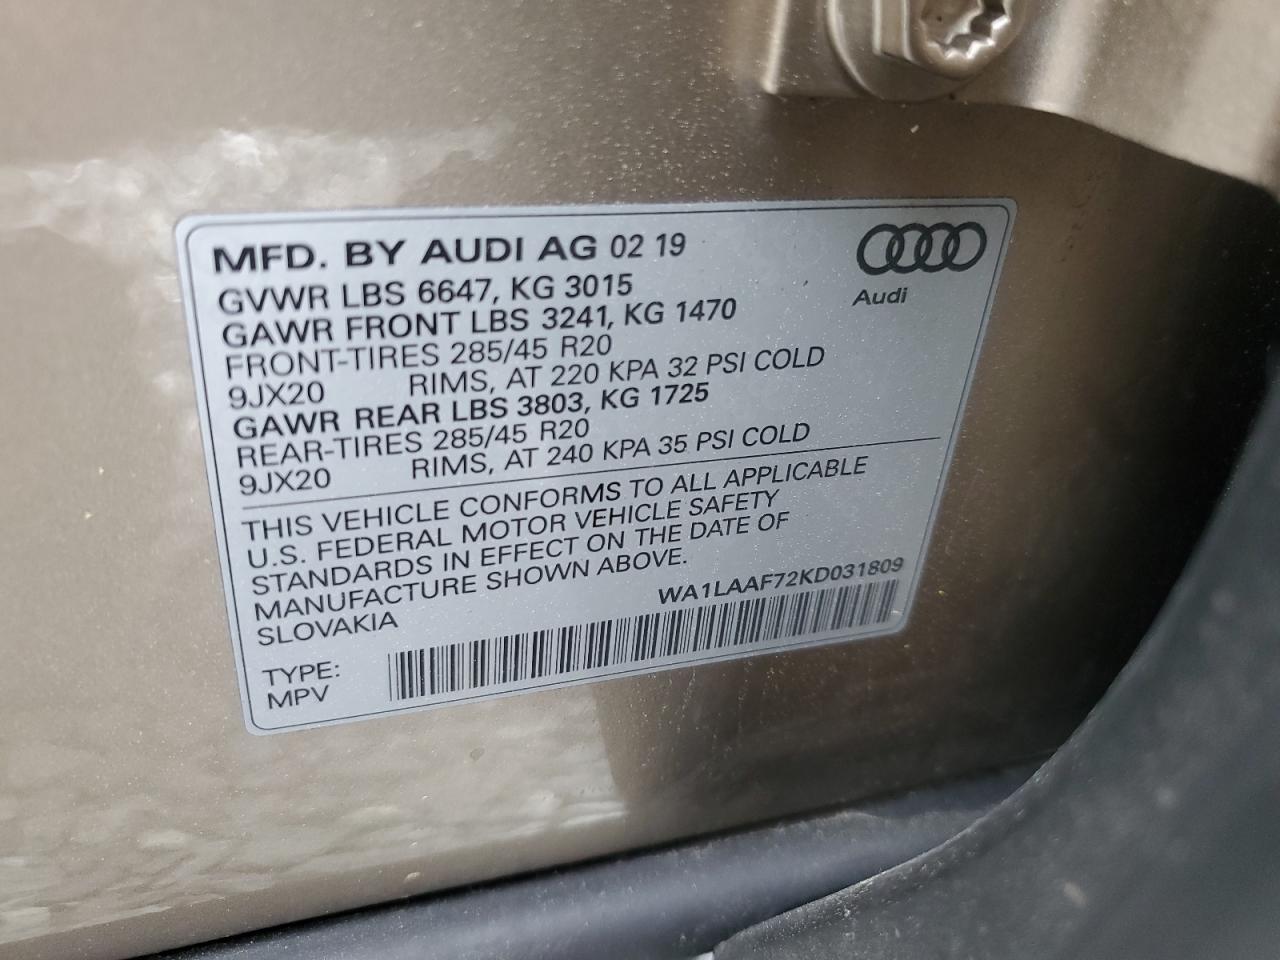 MFD. BY AUDI AG 02 19
Audi
GVWR LBS 6647, KG 3015
GAWR FRONT LBS 3241, KG 1470
FRONT-TIRES 285/45 R20
9JX20 RIMS, AT 220 KPA 32 PSI COLD
GAWR REAR LBS 3803, KG 1725
REAR-TIRES 285/45 R20
9JX20 RIMS, AT 240 KPA 35 PSI COLD
THIS VEHICLE CONFORMS TO ALL APPLICABLE
U.S. FEDERAL MOTOR VEHICLE SAFETY
STANDARDS IN EFFECT ON THE DATE OF
MANUFACTURE SHOWN ABOVE.
SLOVAKIA
WA1LAAF72KD031809
TYPE:
MPV